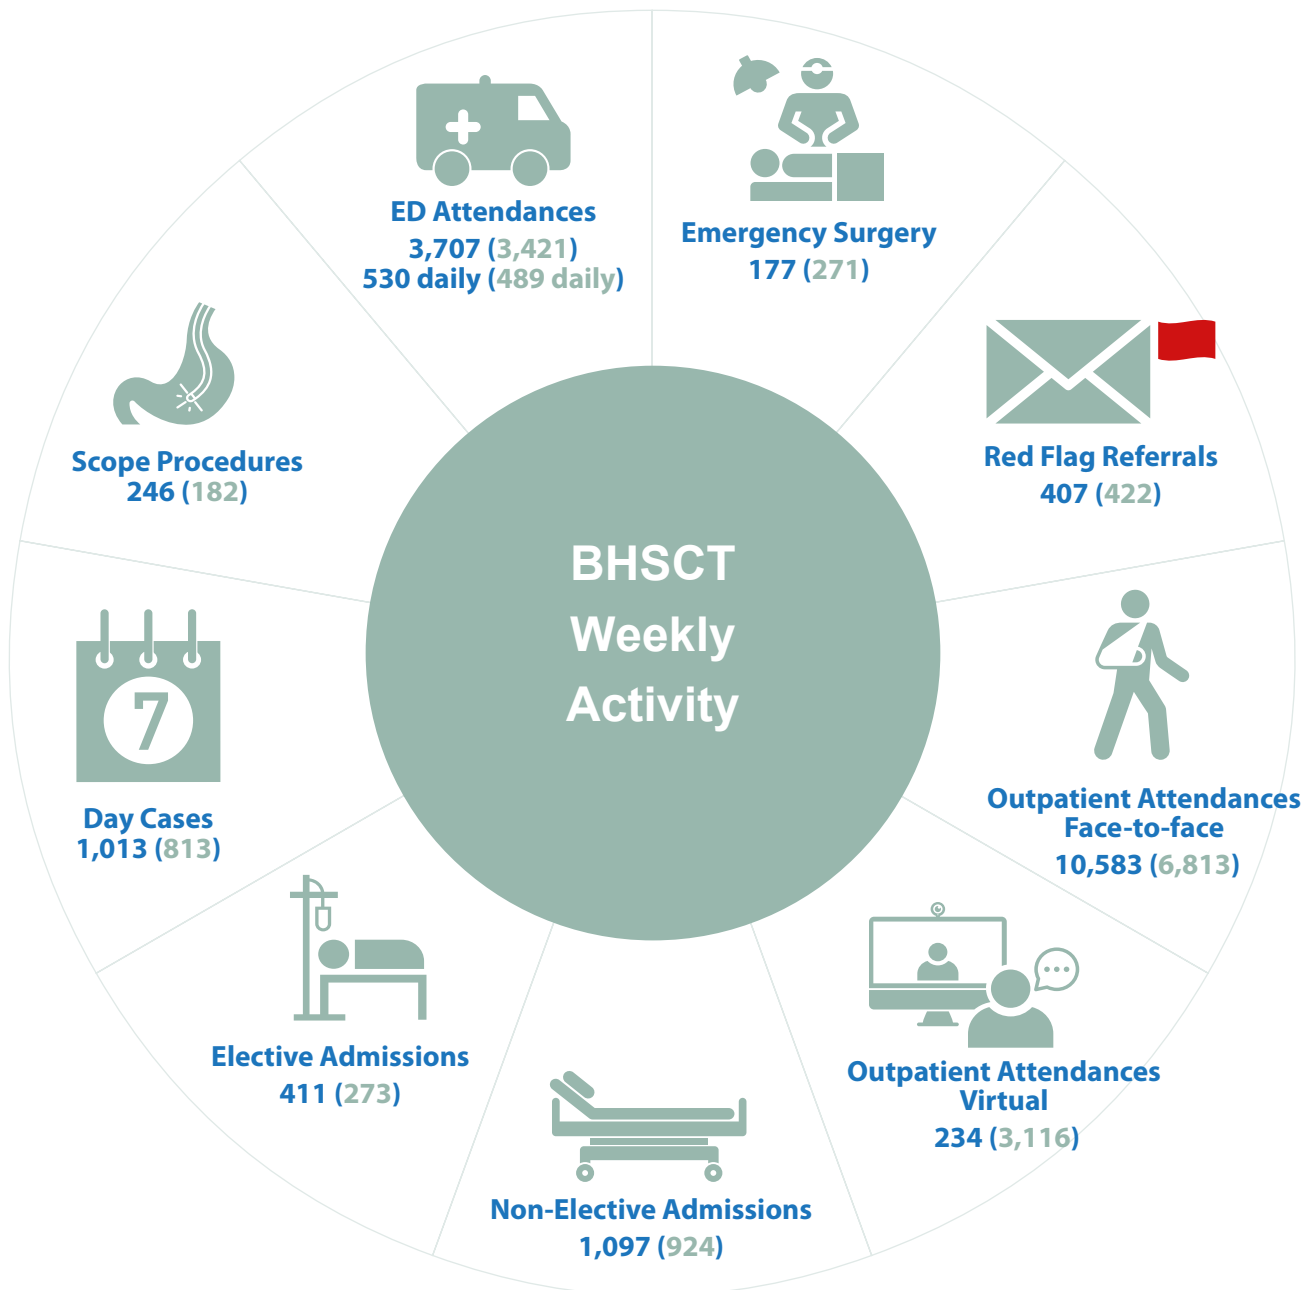 ED Attendances
3,707 (3,421)
530 daily (489 daily)
Emergency Surgery
177 (271)
Red Flag Referrals
407 (422)
Outpatient Attendances
Face-to-face
10,583 (6,813)
Outpatient Attendances
Virtual
234 (3,116)
Non-Elective Admissions
1,097 (924)
Elective Admissions
411 (273)
7
Day Cases
1,013 (813)
Scope Procedures
246 (182)
BHSCT
Weekly
Activity